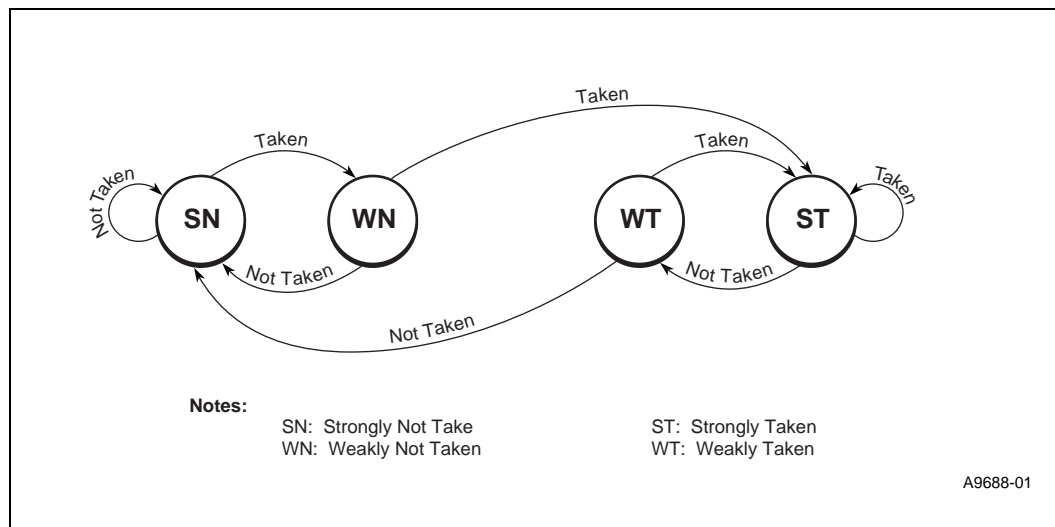 Taken
Taken
Taken
Not Taken
Taken
SN
WN
WT
ST
Not Taken
Not Taken
Not Taken
Notes:
SN: Strongly Not Take
WN: Weakly Not Taken
ST: Strongly Taken
WT: Weakly Taken
A9688-01